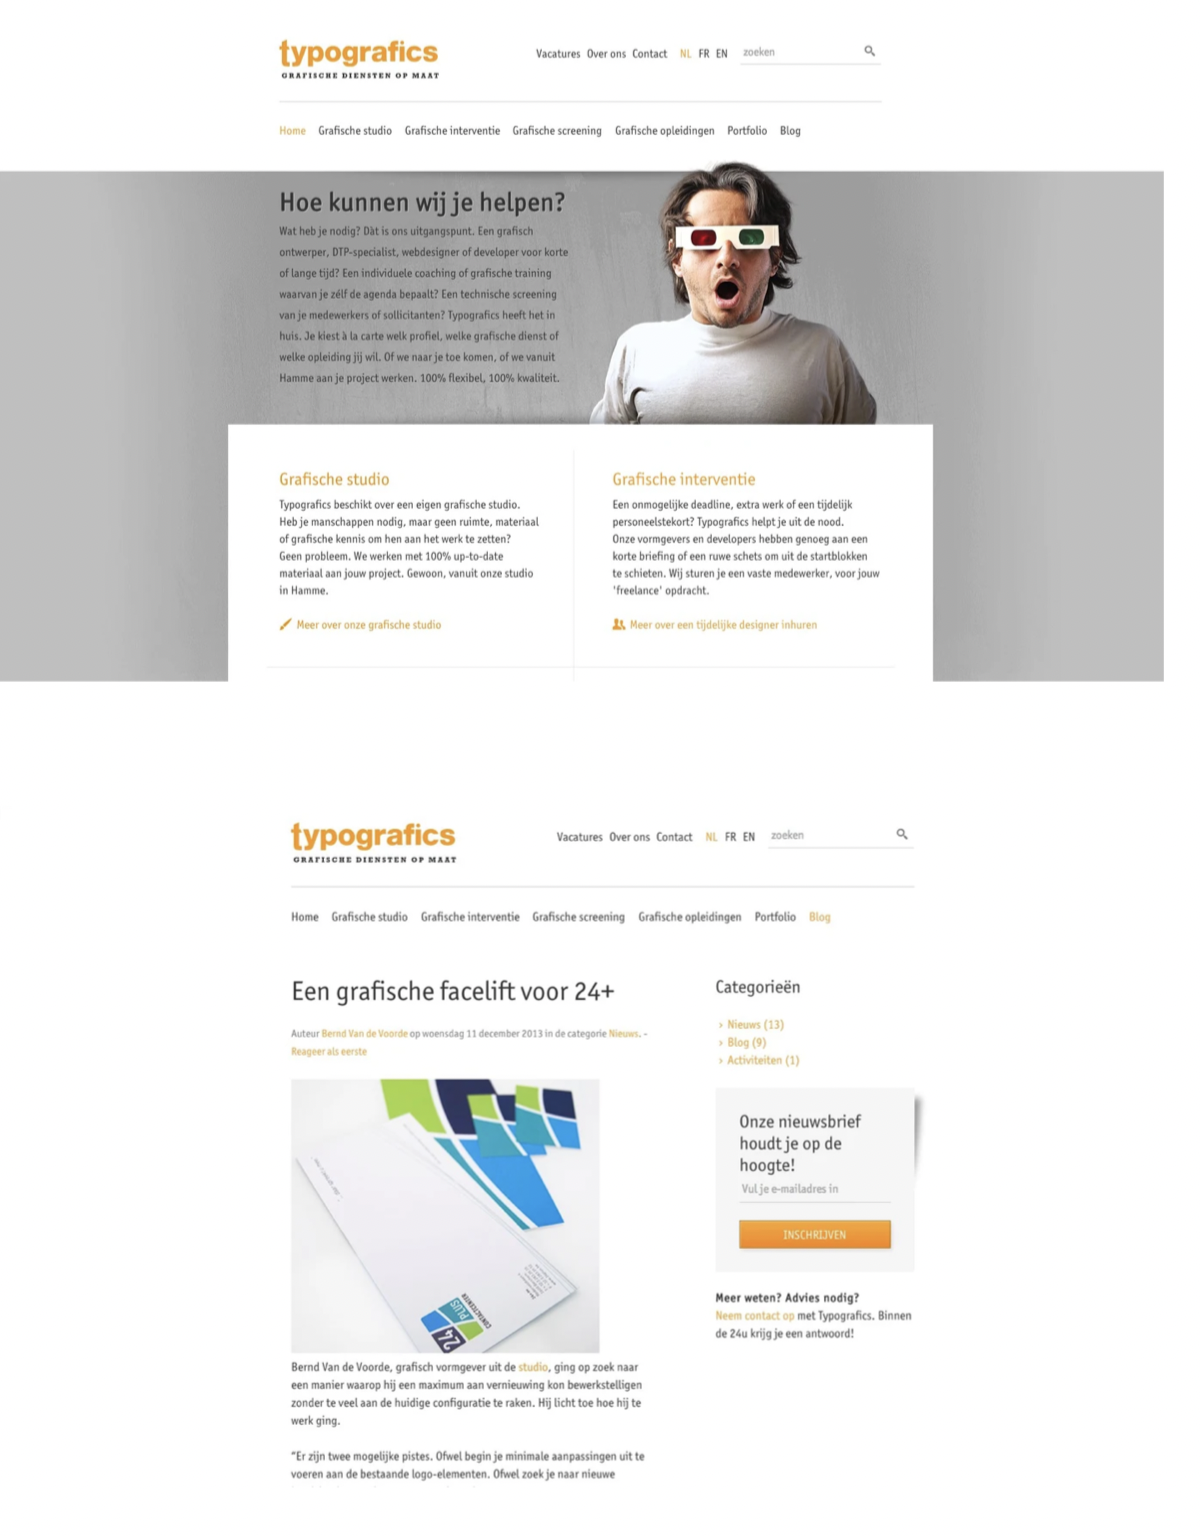 typografics
GRAFISCHE DIENSTEN OP MAAT
Vacatures Over ons Contact NL FR EN zoeken
Home Grafische studio Grafische interventie Grafische screening Grafische opleidingen Portfolio Blog
Hoe kunnen wij je helpen?
Wat heb je nodig? Dàt is ons uitgangspunt. Een grafisch
ontwerper, DTP-specialist, webdesigner of developer voor korte
of lange tijd? Een individuele coaching of grafische training
waarvan je zélf de agenda bepaalt? Een technische screening
van je medewerkers of sollicitanten? Typografics heeft het in
huis. Je kiest à la carte welk profiel, welke grafische dienst of
welke opleiding jij wil. Of we naar je toe komen, of we vanuit
Hamme aan je project werken. 100% flexibel, 100% kwaliteit.
Grafische studio
Typografics beschikt over een eigen grafische studio.
Heb je manschappen nodig, maar geen ruimte, materiaal
of grafische kennis om hen aan het werk te zetten?
Geen probleem. We werken met 100% up-to-date
materiaal aan jouw project. Gewoon, vanuit onze studio
in Hamme.
Meer over onze grafische studio
Grafische interventie
Een onmogelijke deadline, extra werk of een tijdelijk
personeelstekort? Typografics helpt je uit de nood.
Onze vormgevers en developers hebben genoeg aan een
korte briefing of een ruwe schets om uit de startblokken
te schieten. Wij sturen je een vaste medewerker, voor jouw
'freelance' opdracht.
Meer over een tijdelijke designer inhuren
typografics
GRAFISCHE DIENSTEN OP MAAT
Vacatures Over ons Contact NL FR EN zoeken
Home Grafische studio Grafische interventie Grafische screening Grafische opleidingen Portfolio Blog
Een grafische facelift voor 24+
Auteur Bernd Van de Voorde op woensdag 11 december 2013 in de categorie Nieuws. -
Reageer als eerste
24 PLUS
CONTACTCENTER
Bernd Van de Voorde, grafisch vormgever uit de studio, ging op zoek naar
een manier waarop hij een maximum aan vernieuwing kon bewerkstelligen
zonder te veel aan de huidige configuratie te raken. Hij licht toe hoe hij te
werk ging.
“Er zijn twee mogelijke pistes. Ofwel begin je minimale aanpassingen uit te
voeren aan de bestaande logo-elementen. Ofwel zoek je naar nieuwe
Categorieën
› Nieuws (13)
› Blog (9)
› Activiteiten (1)
Onze nieuwsbrief
houdt je op de
hoogte!
Vul je e-mailadres in
INSCHRIJVEN
Meer weten? Advies nodig?
Neem contact op met Typografics. Binnen
de 24u krijg je een antwoord!